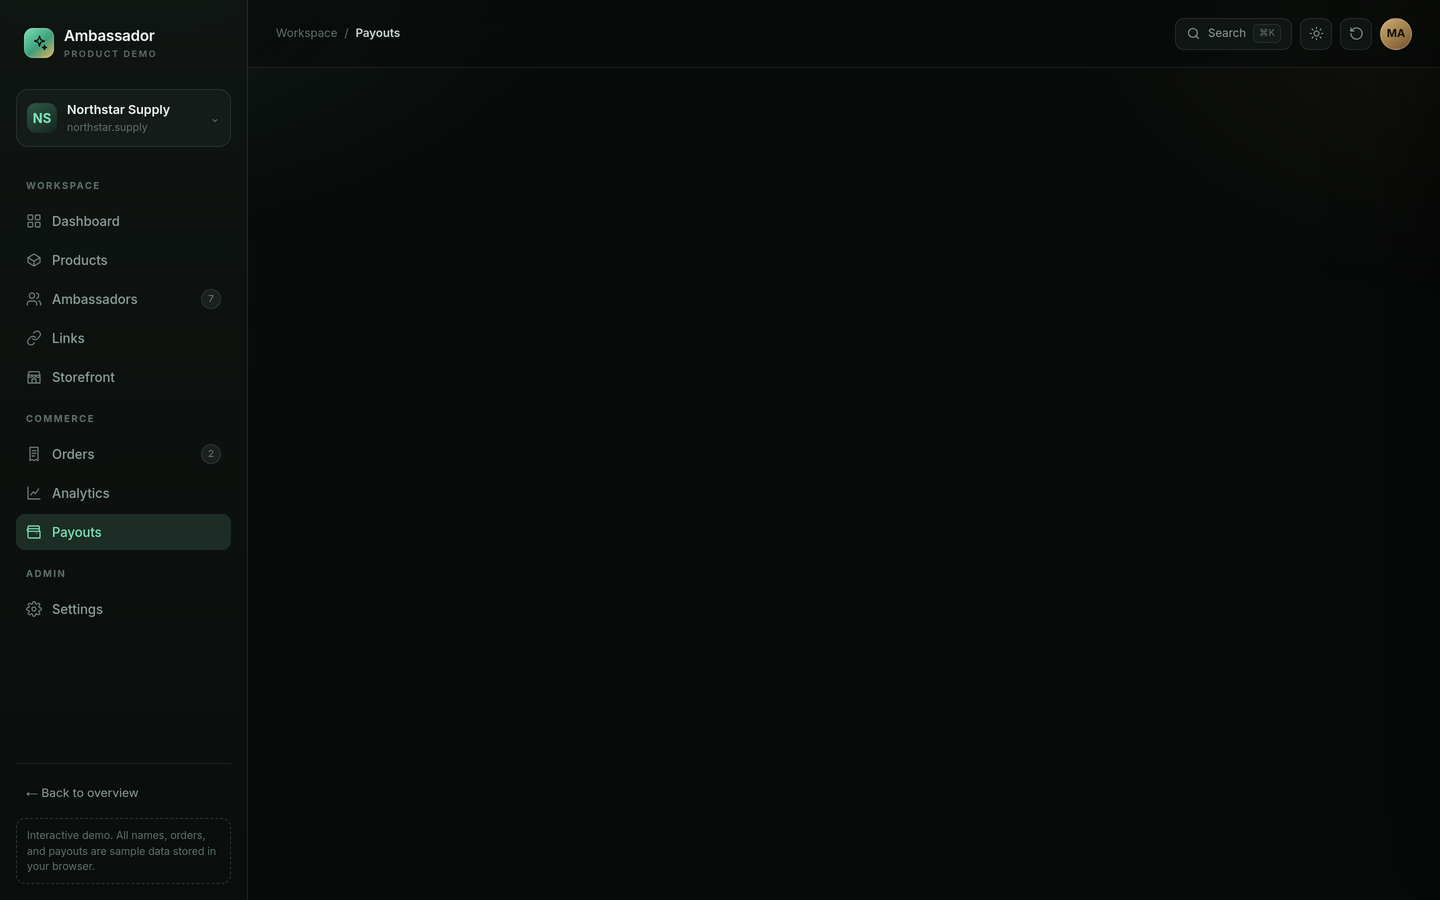 Ambassador
PRODUCT DEMO
NS
Northstar Supply
northstar.supply
WORKSPACE
Dashboard
Products
Ambassadors 7
Links
Storefront
COMMERCE
Orders 2
Analytics
Payouts
ADMIN
Settings
← Back to overview
Interactive demo. All names, orders,
and payouts are sample data stored in
your browser.
Workspace / Payouts
Search ⌘K
MA